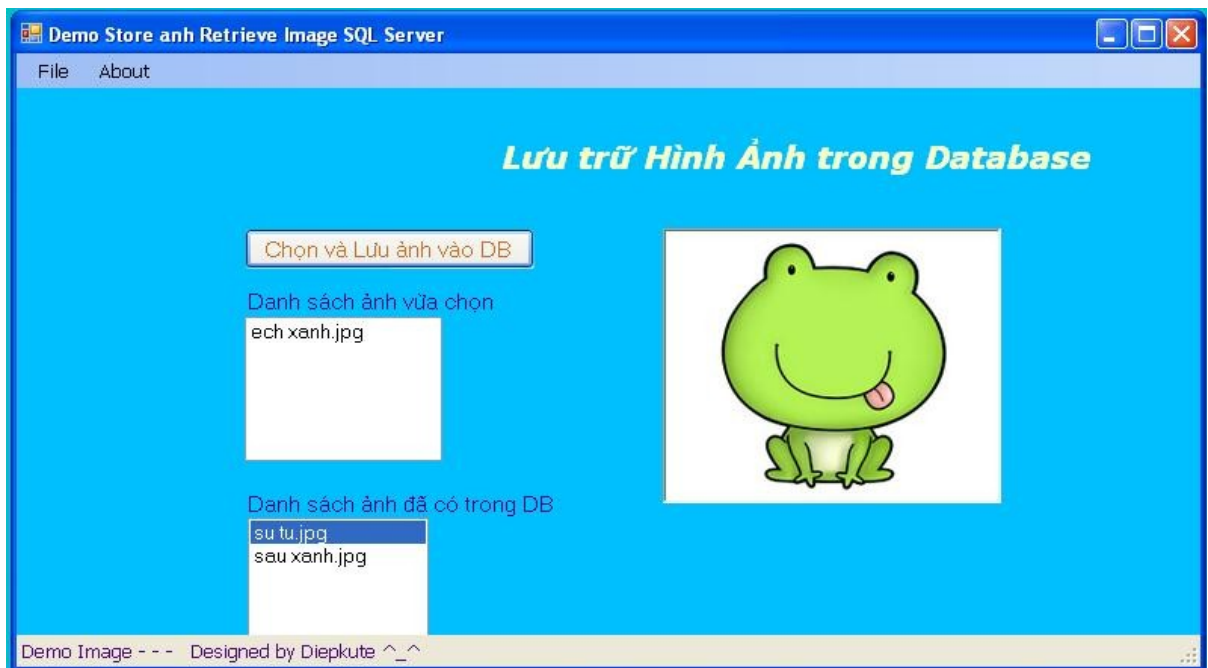 Demo Store anh Retrieve Image SQL Server
File About
Lưu trữ Hình Ảnh trong Database
Chọn và Lưu ảnh vào DB
Danh sách ảnh vừa chọn
ech xanh.jpg
Danh sách ảnh đã có trong DB
su tu.jpg
sau xanh.jpg
Demo Image - - - Designed by Diepkute ^_^